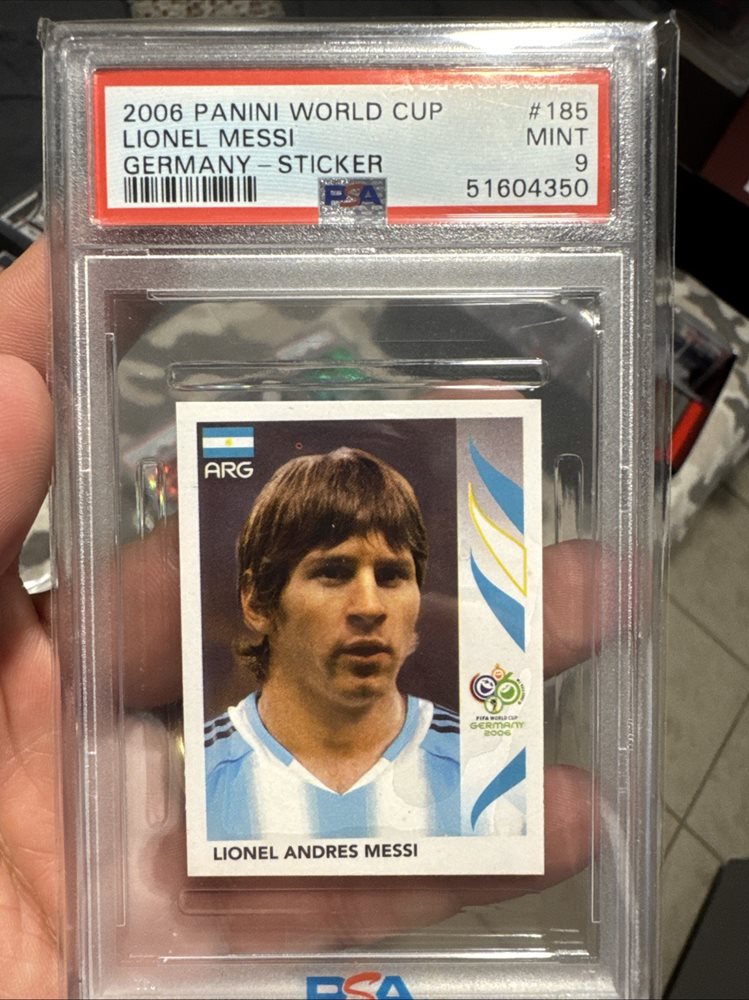 2006 PANINI WORLD CUP #185
LIONEL MESSI MINT
GERMANY - STICKER 9
PSA 51604350
ARG
FIFA WORLD CUP
GERMANY
2006
LIONEL ANDRES MESSI
PSA